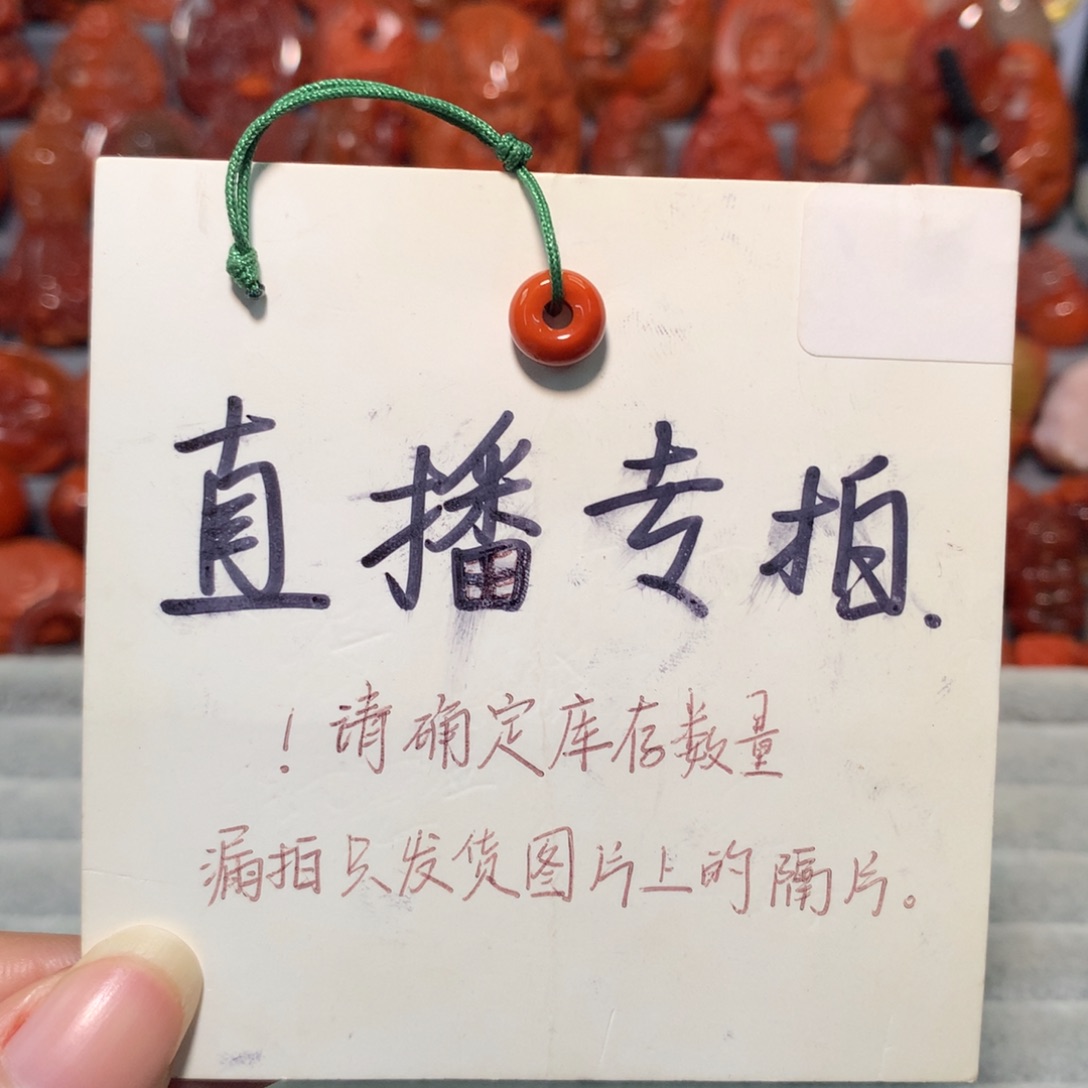 直播专拍.
！请确定库存数量
漏拍只发货图片上的隔片。